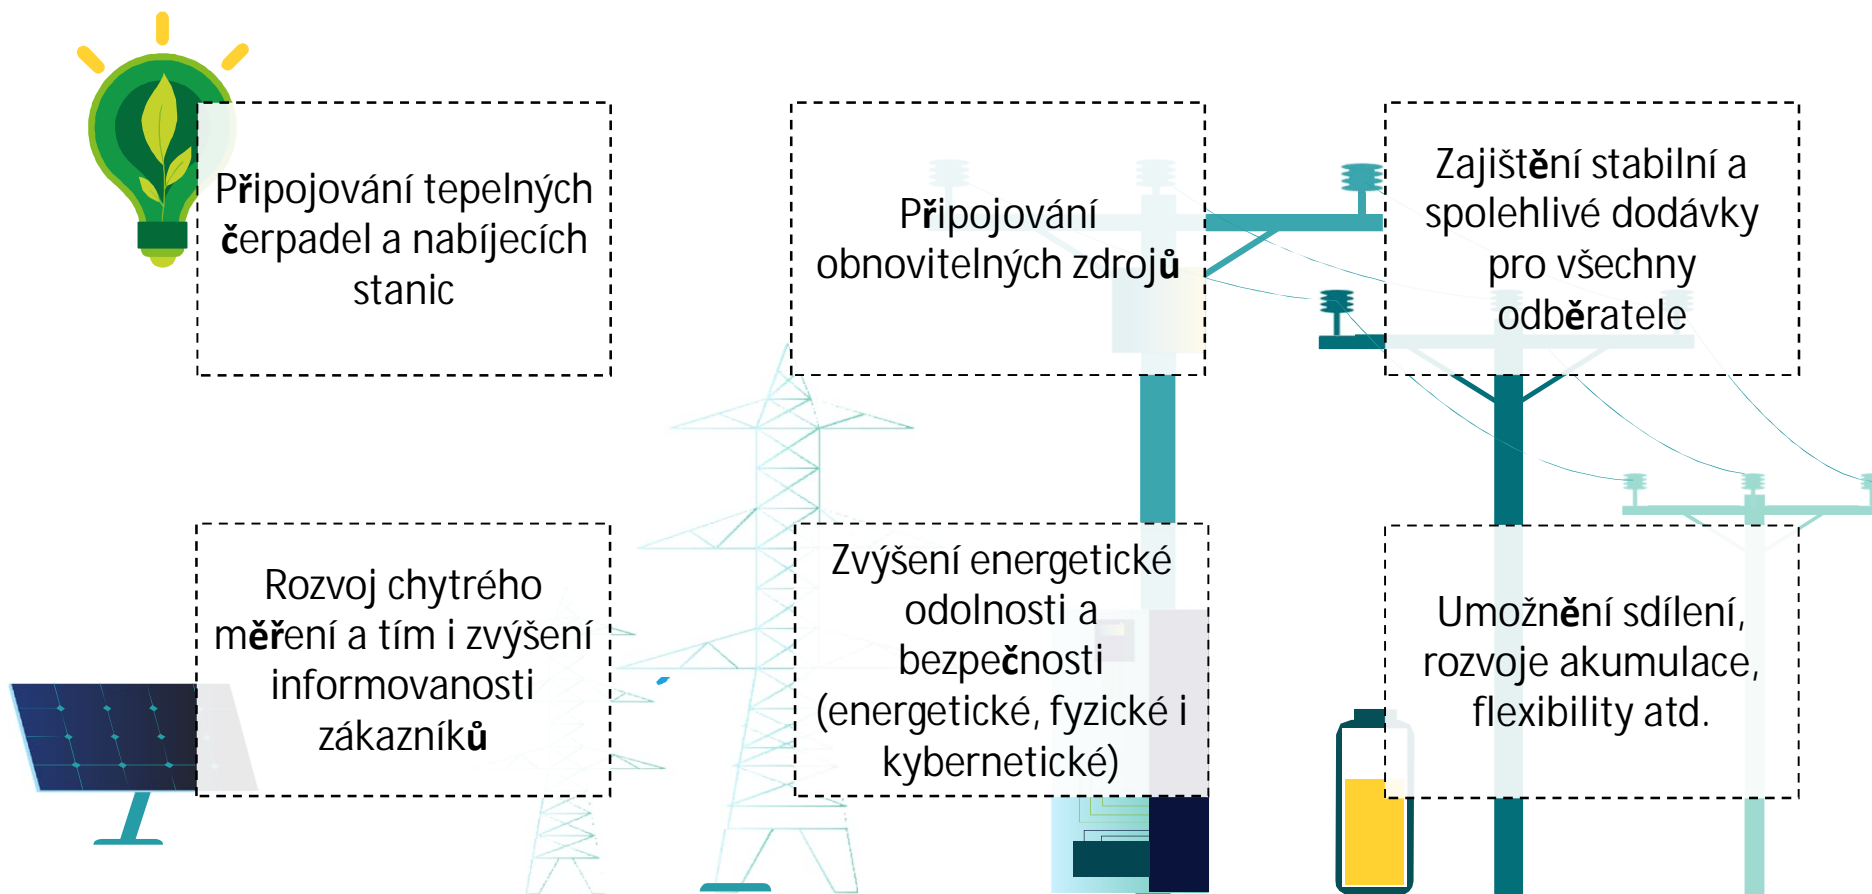 Připojování tepelných
čerpadel a nabíjecích
stanic
Připojování
obnovitelných zdrojů
Zajištění stabilní a
spolehlivé dodávky
pro všechny
odběratele
Rozvoj chytrého
měření a tím i zvýšení
informovanosti
zákazníků
Zvýšení energetické
odolnosti a
bezpečnosti
(energetické, fyzické i
kybernetické)
Umožnění sdílení,
rozvoje akumulace,
flexibility atd.